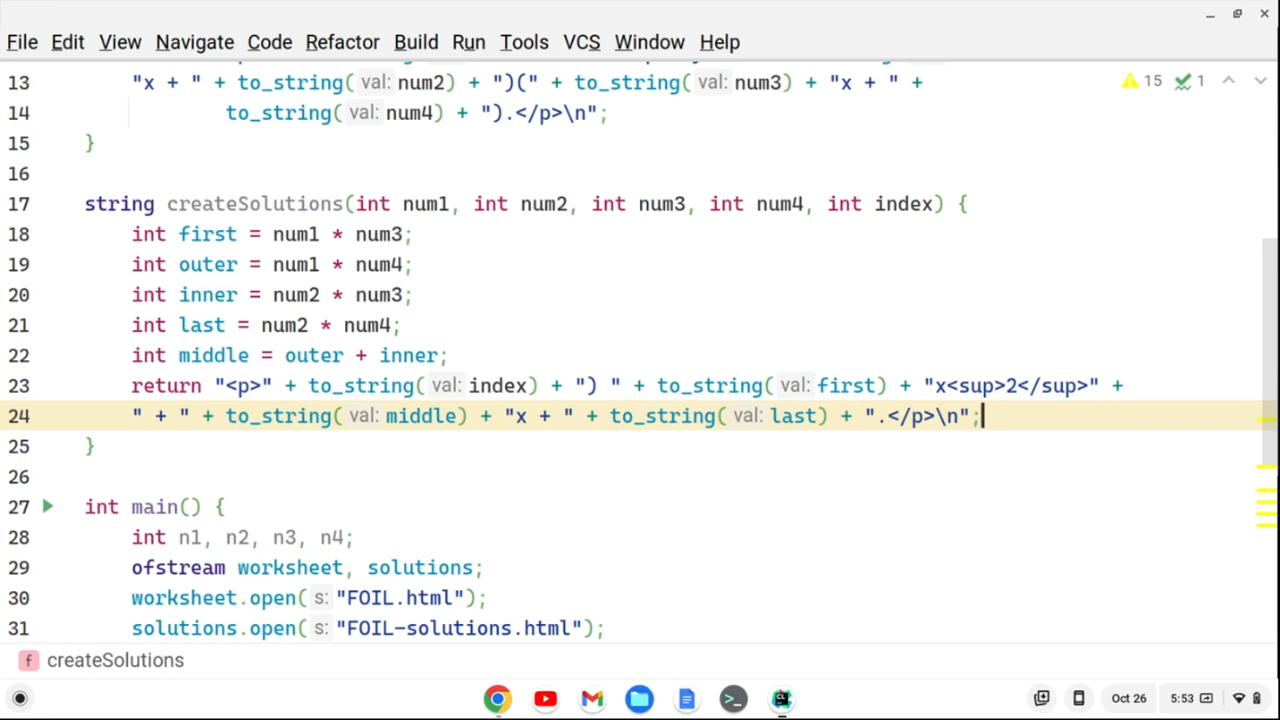 File Edit View Navigate Code Refactor Build Run Tools VCS Window Help
13 "x + " + to_string( val: num2) + ")(" + to_string( val: num3) + "x + " +
15 1
14 to_string( val: num4) + ").</p>\n";
15 }
16
17 string createSolutions(int num1, int num2, int num3, int num4, int index) {
18 int first = num1 * num3;
19 int outer = num1 * num4;
20 int inner = num2 * num3;
21 int last = num2 * num4;
22 int middle = outer + inner;
23 return "<p>" + to_string( val: index) + ") " + to_string( val: first) + "x<sup>2</sup>" +
24 " + " + to_string( val: middle) + "x + " + to_string( val: last) + ".</p>\n";
25 }
26
27 int main() {
28 int n1, n2, n3, n4;
29 ofstream worksheet, solutions;
30 worksheet.open( s: "FOIL.html");
31 solutions.open( s: "FOIL-solutions.html");
f createSolutions
Oct 26 5:53